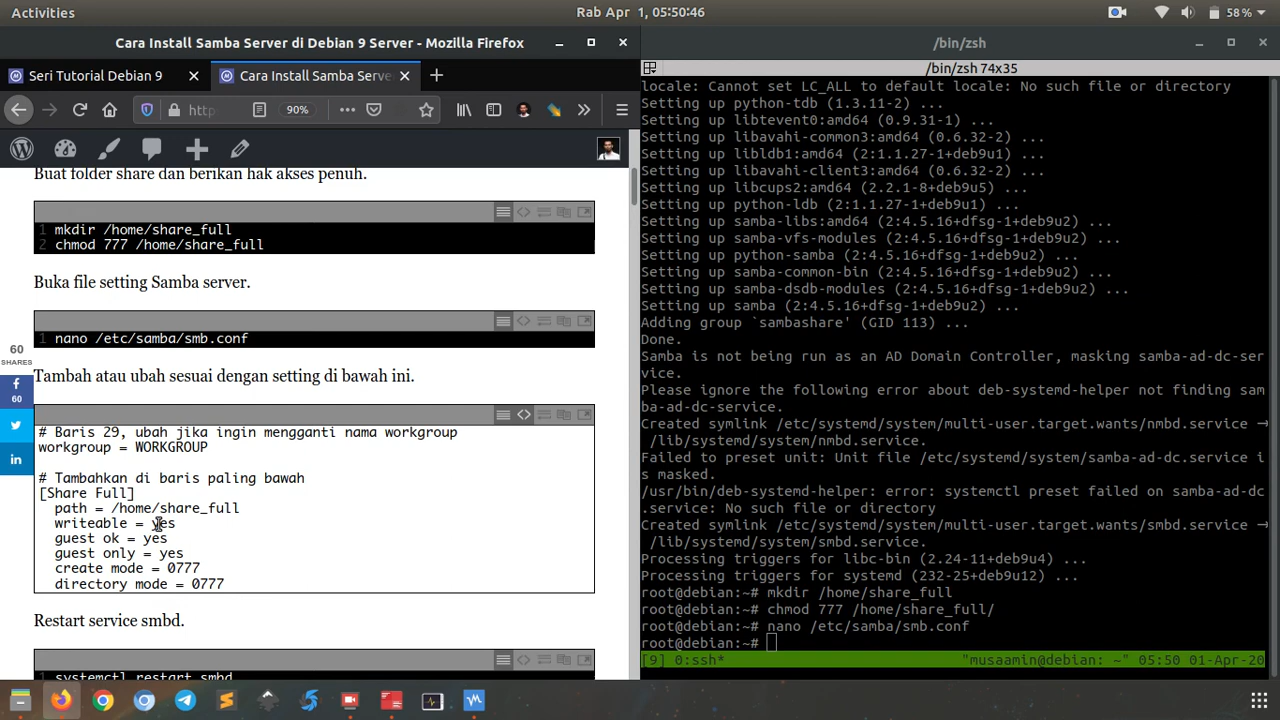 Activities
Rab Apr 1, 05:50:46
58 %
Cara Install Samba Server di Debian 9 Server - Mozilla Firefox
Seri Tutorial Debian 9
Cara Install Samba Serve
http
90%
Buat folder share dan berikan hak akses penuh.
1 mkdir /home/share_full
2 chmod 777 /home/share_full
Buka file setting Samba server.
1 nano /etc/samba/smb.conf
60
SHARES
60
Tambah atau ubah sesuai dengan setting di bawah ini.
# Baris 29, ubah jika ingin mengganti nama workgroup
workgroup = WORKGROUP
# Tambahkan di baris paling bawah
[Share Full]
path = /home/share_full
writeable = yes
guest ok = yes
guest only = yes
create mode = 0777
directory mode = 0777
Restart service smbd.
1 systemctl restart smbd
/bin/zsh
/bin/zsh 74x35
locale: Cannot set LC_ALL to default locale: No such file or directory
Setting up python-tdb (1.3.11-2) ...
Setting up libtevent0:amd64 (0.9.31-1) ...
Setting up libavahi-common3:amd64 (0.6.32-2) ...
Setting up libldb1:amd64 (2:1.1.27-1+deb9u1) ...
Setting up libavahi-client3:amd64 (0.6.32-2) ...
Setting up libcups2:amd64 (2.2.1-8+deb9u5) ...
Setting up python-ldb (2:1.1.27-1+deb9u1) ...
Setting up samba-libs:amd64 (2:4.5.16+dfsg-1+deb9u2) ...
Setting up samba-vfs-modules (2:4.5.16+dfsg-1+deb9u2) ...
Setting up python-samba (2:4.5.16+dfsg-1+deb9u2) ...
Setting up samba-common-bin (2:4.5.16+dfsg-1+deb9u2) ...
Setting up samba-dsdb-modules (2:4.5.16+dfsg-1+deb9u2) ...
Setting up samba (2:4.5.16+dfsg-1+deb9u2) ...
Adding group `sambashare' (GID 113) ...
Done.
Samba is not being run as an AD Domain Controller, masking samba-ad-dc-ser
vice.
Please ignore the following error about deb-systemd-helper not finding sam
ba-ad-dc-service.
Created symlink /etc/systemd/system/multi-user.target.wants/nmbd.service →
/lib/systemd/system/nmbd.service.
Failed to preset unit: Unit file /etc/systemd/system/samba-ad-dc.service i
s masked.
/usr/bin/deb-systemd-helper: error: systemctl preset failed on samba-ad-dc
.service: No such file or directory
Created symlink /etc/systemd/system/multi-user.target.wants/smbd.service →
/lib/systemd/system/smbd.service.
Processing triggers for libc-bin (2.24-11+deb9u4) ...
Processing triggers for systemd (232-25+deb9u12) ...
root@debian:~# mkdir /home/share_full
root@debian:~# chmod 777 /home/share_full/
root@debian:~# nano /etc/samba/smb.conf
root@debian:~#
[9] 0:ssh* "musaamin@debian: ~" 05:50 01-Apr-20